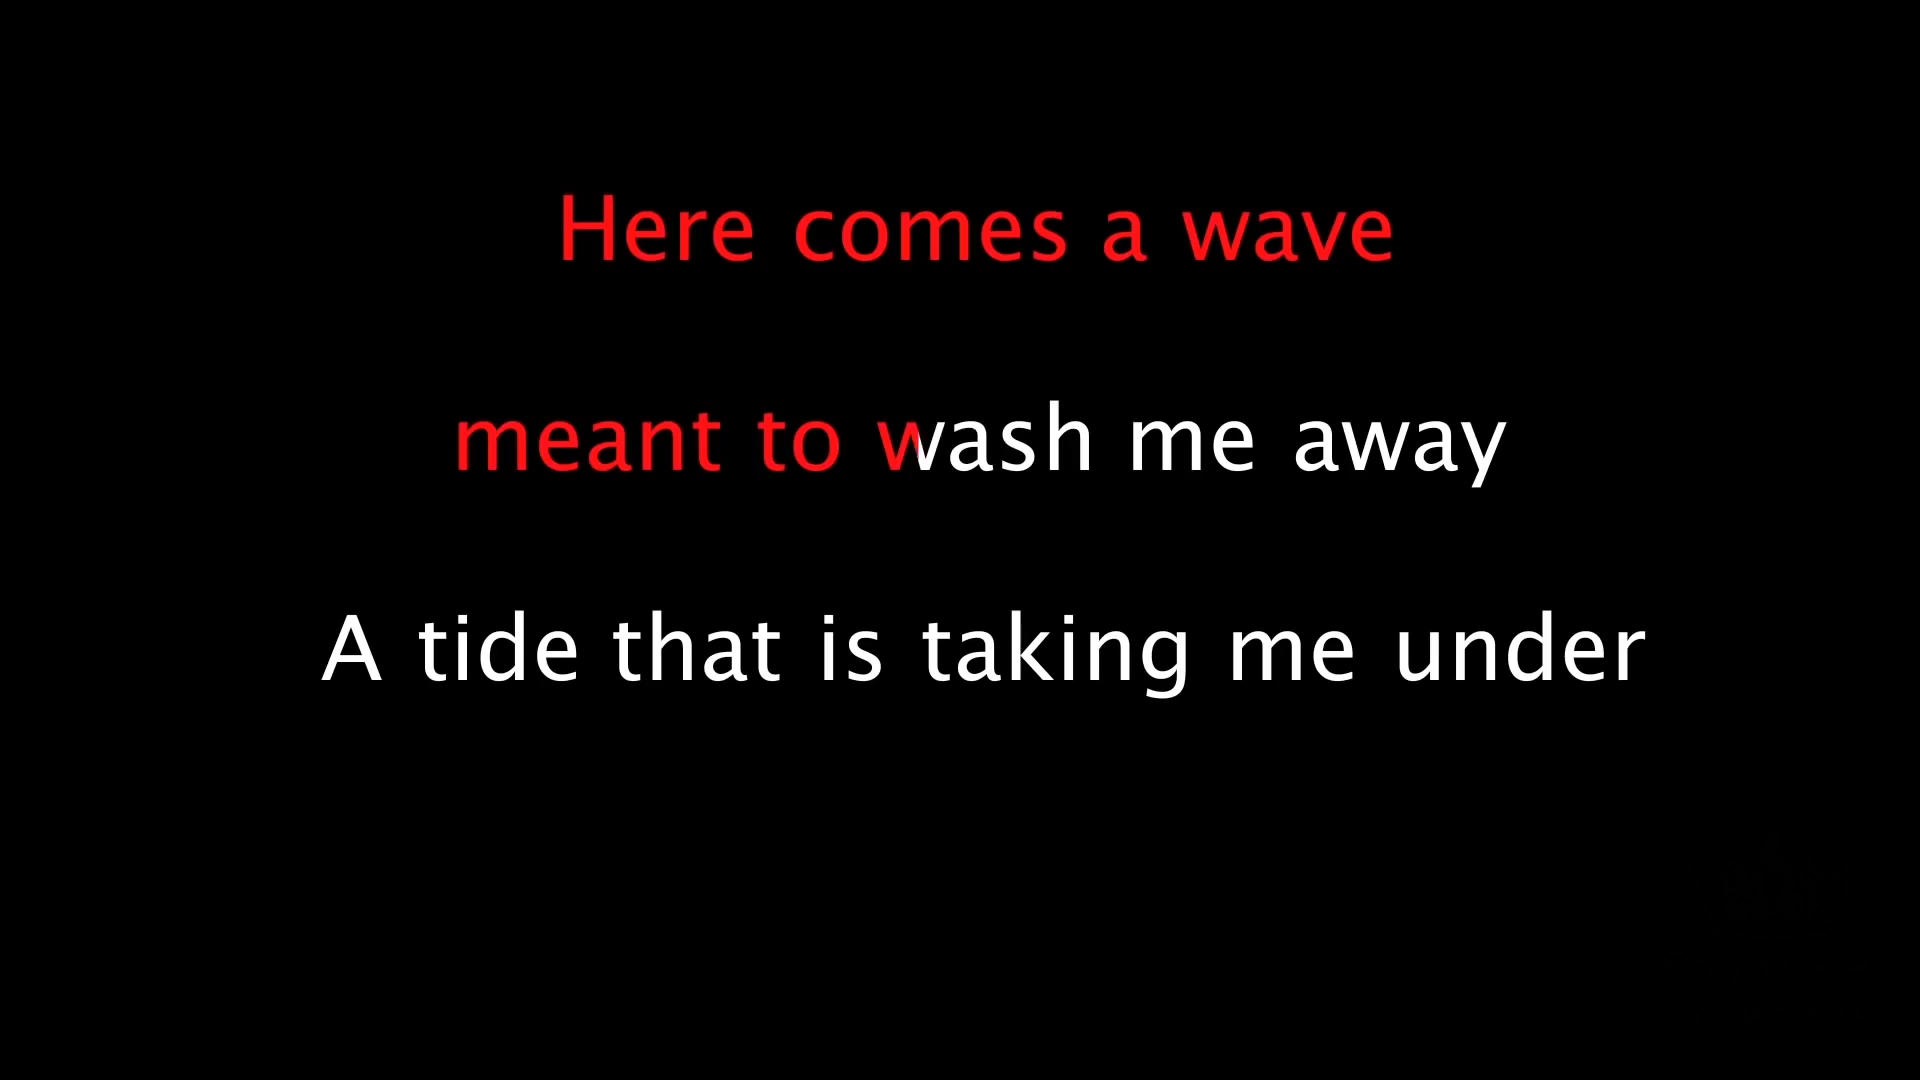 Here comes a wave
meant to wash me away
A tide that is taking me under